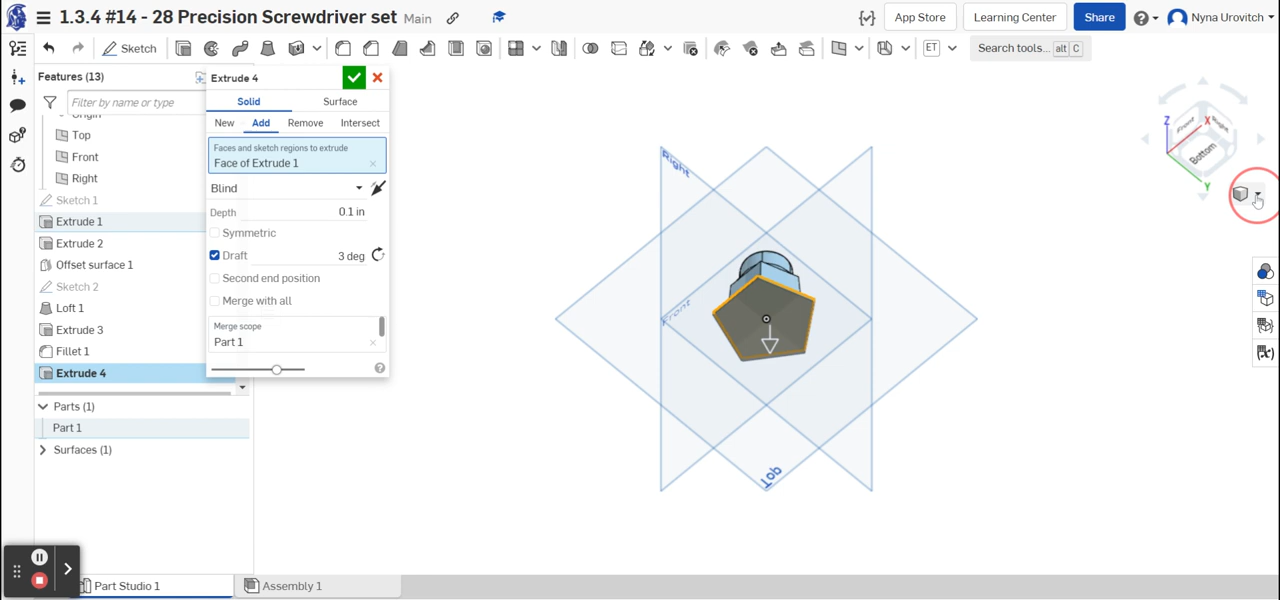 1.3.4 #14 - 28 Precision Screwdriver set Main
App Store
Learning Center
Share
Nyna Urovitch
Sketch
ET
Search tools... alt C
Features (13)
Filter by name or type
Top
Front
Right
Sketch 1
Extrude 1
Extrude 2
Offset surface 1
Sketch 2
Loft 1
Extrude 3
Fillet 1
Extrude 4
Parts (1)
Part 1
Surfaces (1)
Extrude 4
Solid Surface
New Add Remove Intersect
Faces and sketch regions to extrude
Face of Extrude 1
Blind
Depth 0.1 in
Symmetric
Draft 3 deg
Second end position
Merge with all
Merge scope
Part 1
Right
Front
Top
Z
X
Y
Front
Right
Bottom
Part Studio 1
Assembly 1